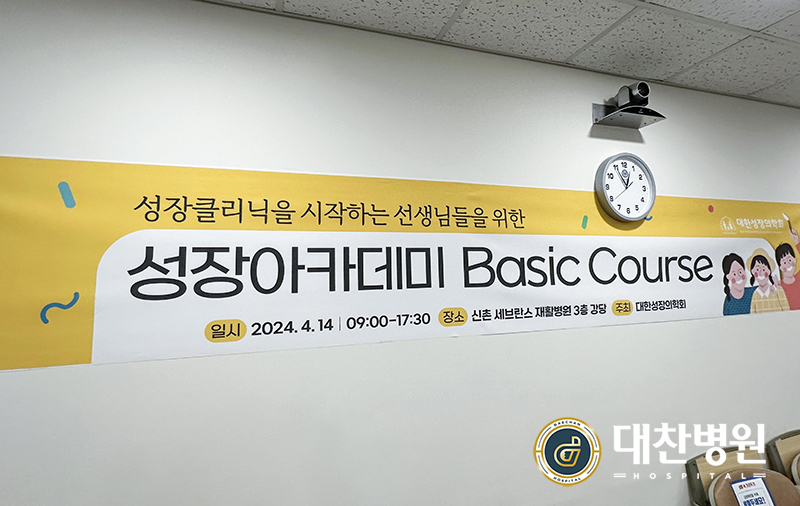 성장클리닉을 시작하는 선생님들을 위한
대한성장의학회
성장아카데미 Basic Course
일시 2024. 4. 14 | 09:00-17:30 장소 신촌 세브란스 재활병원 3층 강당 주최 대한성장의학회
DAECHAN
HOSPITAL
대찬병원
HOSPITAL